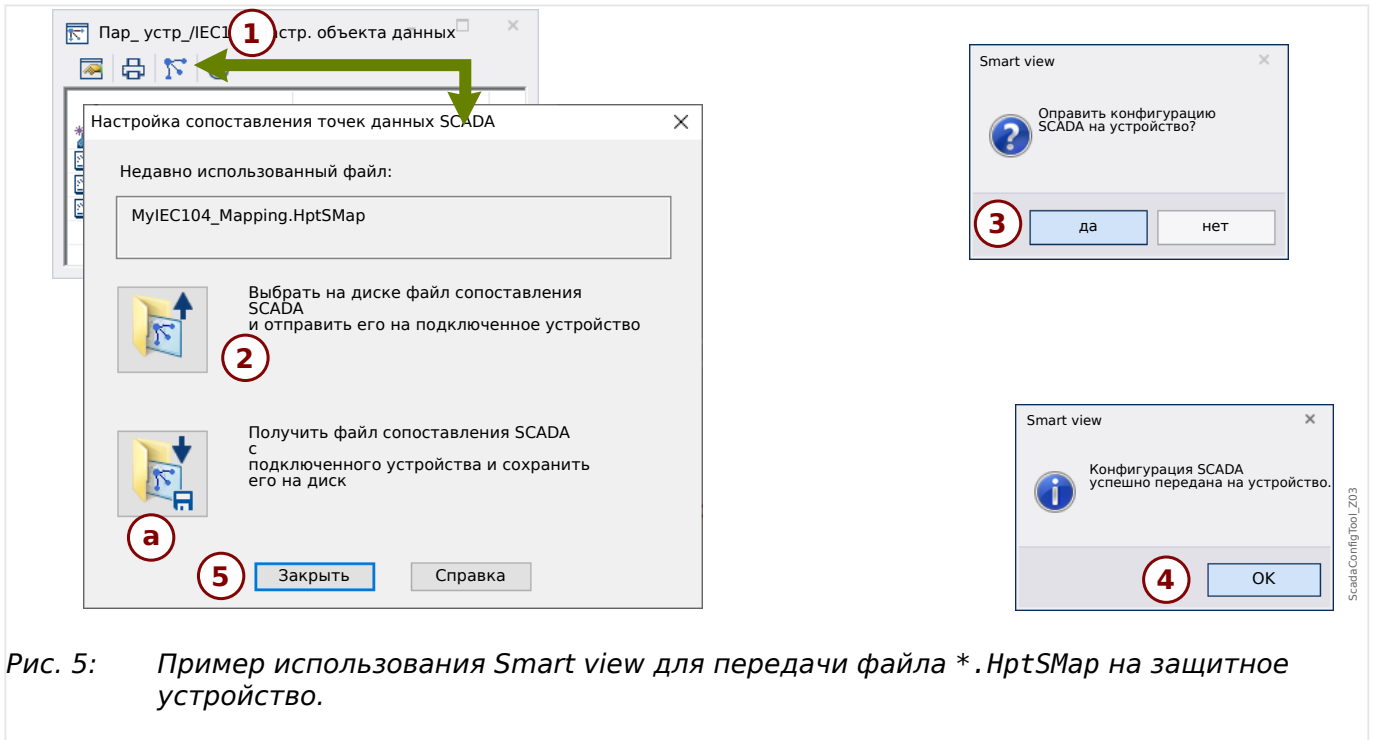 Пар_ устр_/IEC1
1
стр. объекта данных
Настройка сопоставления точек данных SCADA
Недавно использованный файл:
MyIEC104_Mapping.HptSMap
Выбрать на диске файл сопоставления
SCADA
и отправить его на подключенное устройство
2
Получить файл сопоставления SCADA
с
подключенного устройства и сохранить
его на диск
a
5
Закрыть
Справка
Smart view
Оправить конфигурацию
SCADA на устройство?
3
да
нет
Smart view
Конфигурация SCADA
успешно передана на устройство.
4
OK
ScadaConfigTool_Z03
Рис. 5: Пример использования Smart view для передачи файла *.HptSMap на защитное
устройство.